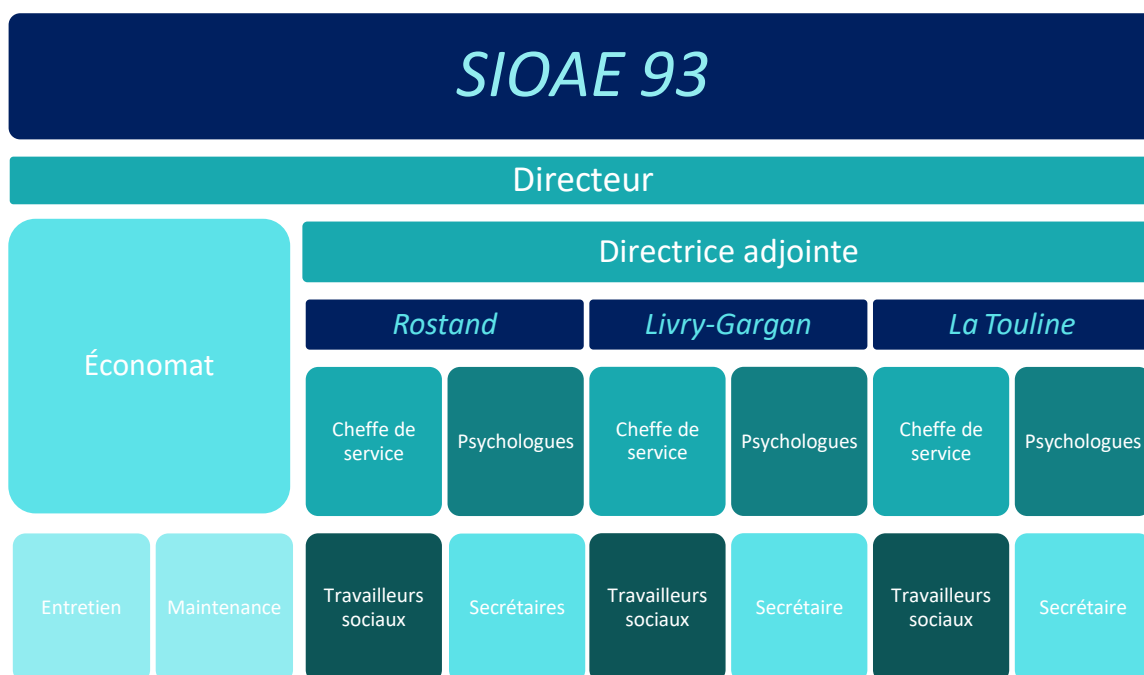 SIOAE 93
Directeur
Économat
Directrice adjointe
Rostand
Livry-Gargan
La Touline
Cheffe de
service
Psychologues
Cheffe de
service
Psychologues
Cheffe de
service
Psychologues
Entretien
Maintenance
Travailleurs
sociaux
Secrétaires
Travailleurs
sociaux
Secrétaire
Travailleurs
sociaux
Secrétaire